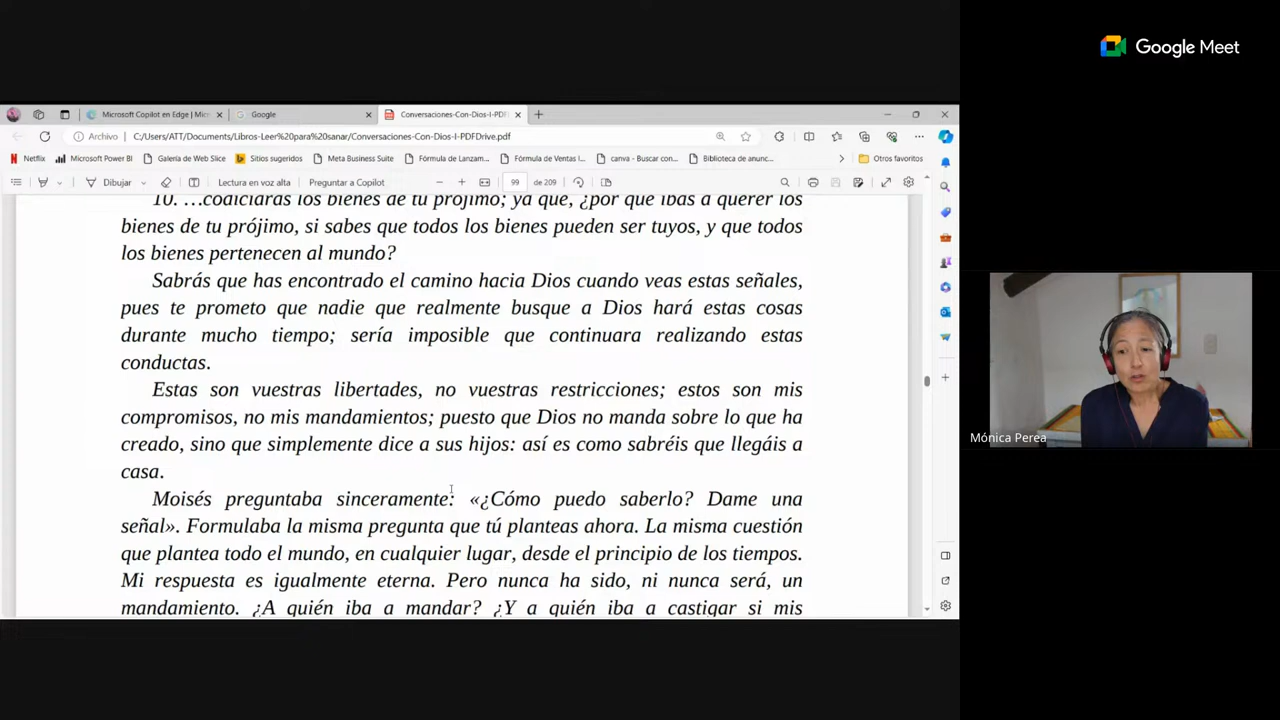 Google Meet
Microsoft Copilot en Edge | Micr
Google
Conversaciones-Con-Dios-I-PDFD
Archivo
C:/Users/ATT/Documents/Libros-Leer%20para%20sanar/Conversaciones-Con-Dios-I-PDFDrive.pdf
Netflix
Microsoft Power BI
Galería de Web Slice
Sitios sugeridos
Meta Business Suite
Fórmula de Lanzam...
Fórmula de Ventas I...
canva - Buscar con...
Biblioteca de anunc...
Otros favoritos
Dibujar
Lectura en voz alta
Preguntar a Copilot
99
de 209
10. …codiciarás los bienes de tu prójimo; ya que, ¿por qué ibas a querer los
bienes de tu prójimo, si sabes que todos los bienes pueden ser tuyos, y que todos
los bienes pertenecen al mundo?
Sabrás que has encontrado el camino hacia Dios cuando veas estas señales,
pues te prometo que nadie que realmente busque a Dios hará estas cosas
durante mucho tiempo; sería imposible que continuara realizando estas
conductas.
Estas son vuestras libertades, no vuestras restricciones; estos son mis
compromisos, no mis mandamientos; puesto que Dios no manda sobre lo que ha
creado, sino que simplemente dice a sus hijos: así es como sabréis que llegáis a
casa.
Moisés preguntaba sinceramente: «¿Cómo puedo saberlo? Dame una
señal». Formulaba la misma pregunta que tú planteas ahora. La misma cuestión
que plantea todo el mundo, en cualquier lugar, desde el principio de los tiempos.
Mi respuesta es igualmente eterna. Pero nunca ha sido, ni nunca será, un
mandamiento. ¿A quién iba a mandar? ¿Y a quién iba a castigar si mis
Mónica Perea